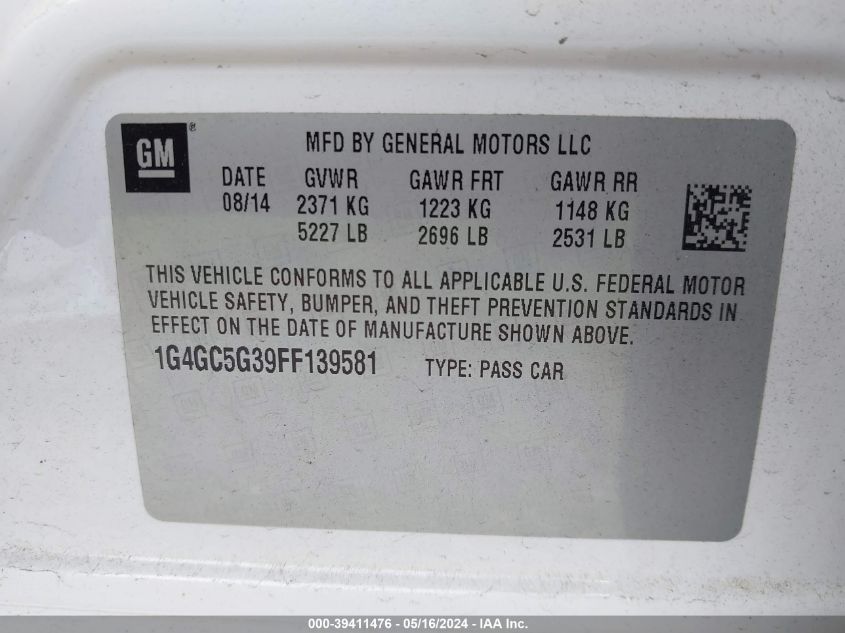 GM ®
MFD BY GENERAL MOTORS LLC
DATE GVWR GAWR FRT GAWR RR
08/14 2371 KG 1223 KG 1148 KG
5227 LB 2696 LB 2531 LB
THIS VEHICLE CONFORMS TO ALL APPLICABLE U.S. FEDERAL MOTOR
VEHICLE SAFETY, BUMPER, AND THEFT PREVENTION STANDARDS IN
EFFECT ON THE DATE OF MANUFACTURE SHOWN ABOVE.
1G4GC5G39FF139581 TYPE: PASS CAR
000-39411476 - 05/16/2024 - IAA Inc.